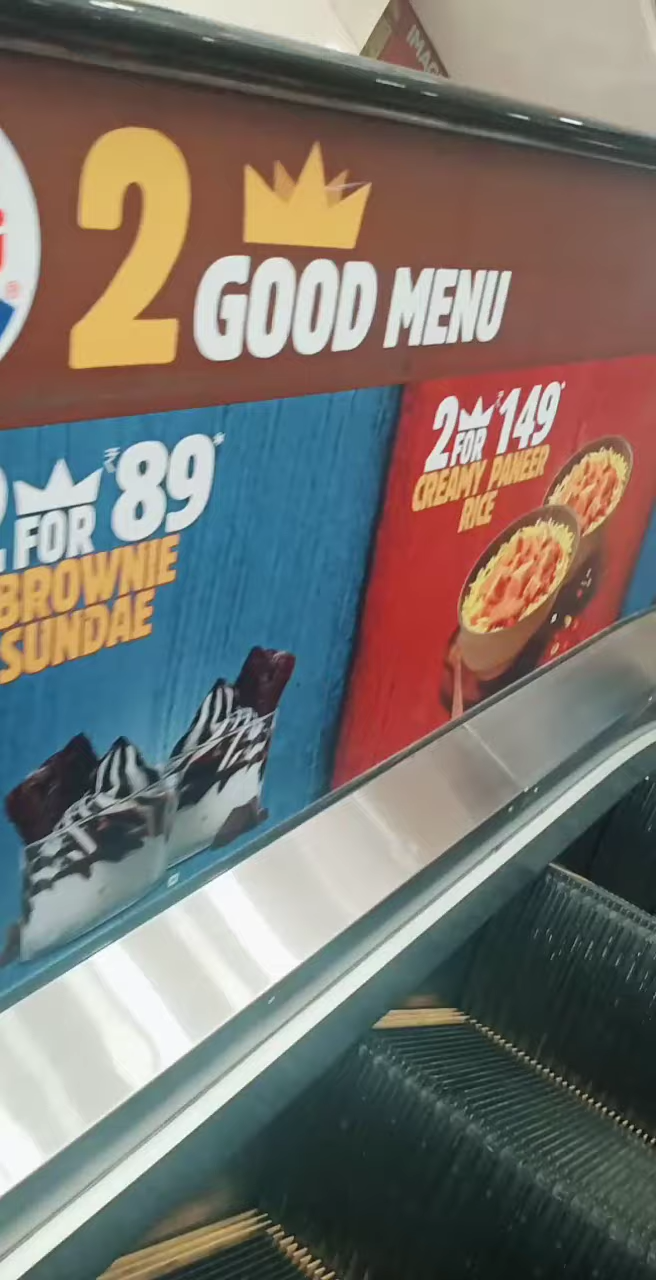 2 GOOD MENU
FOR ₹89*
BROWNIE
SUNDAE
2 FOR ₹149*
CREAMY PANEER
RICE